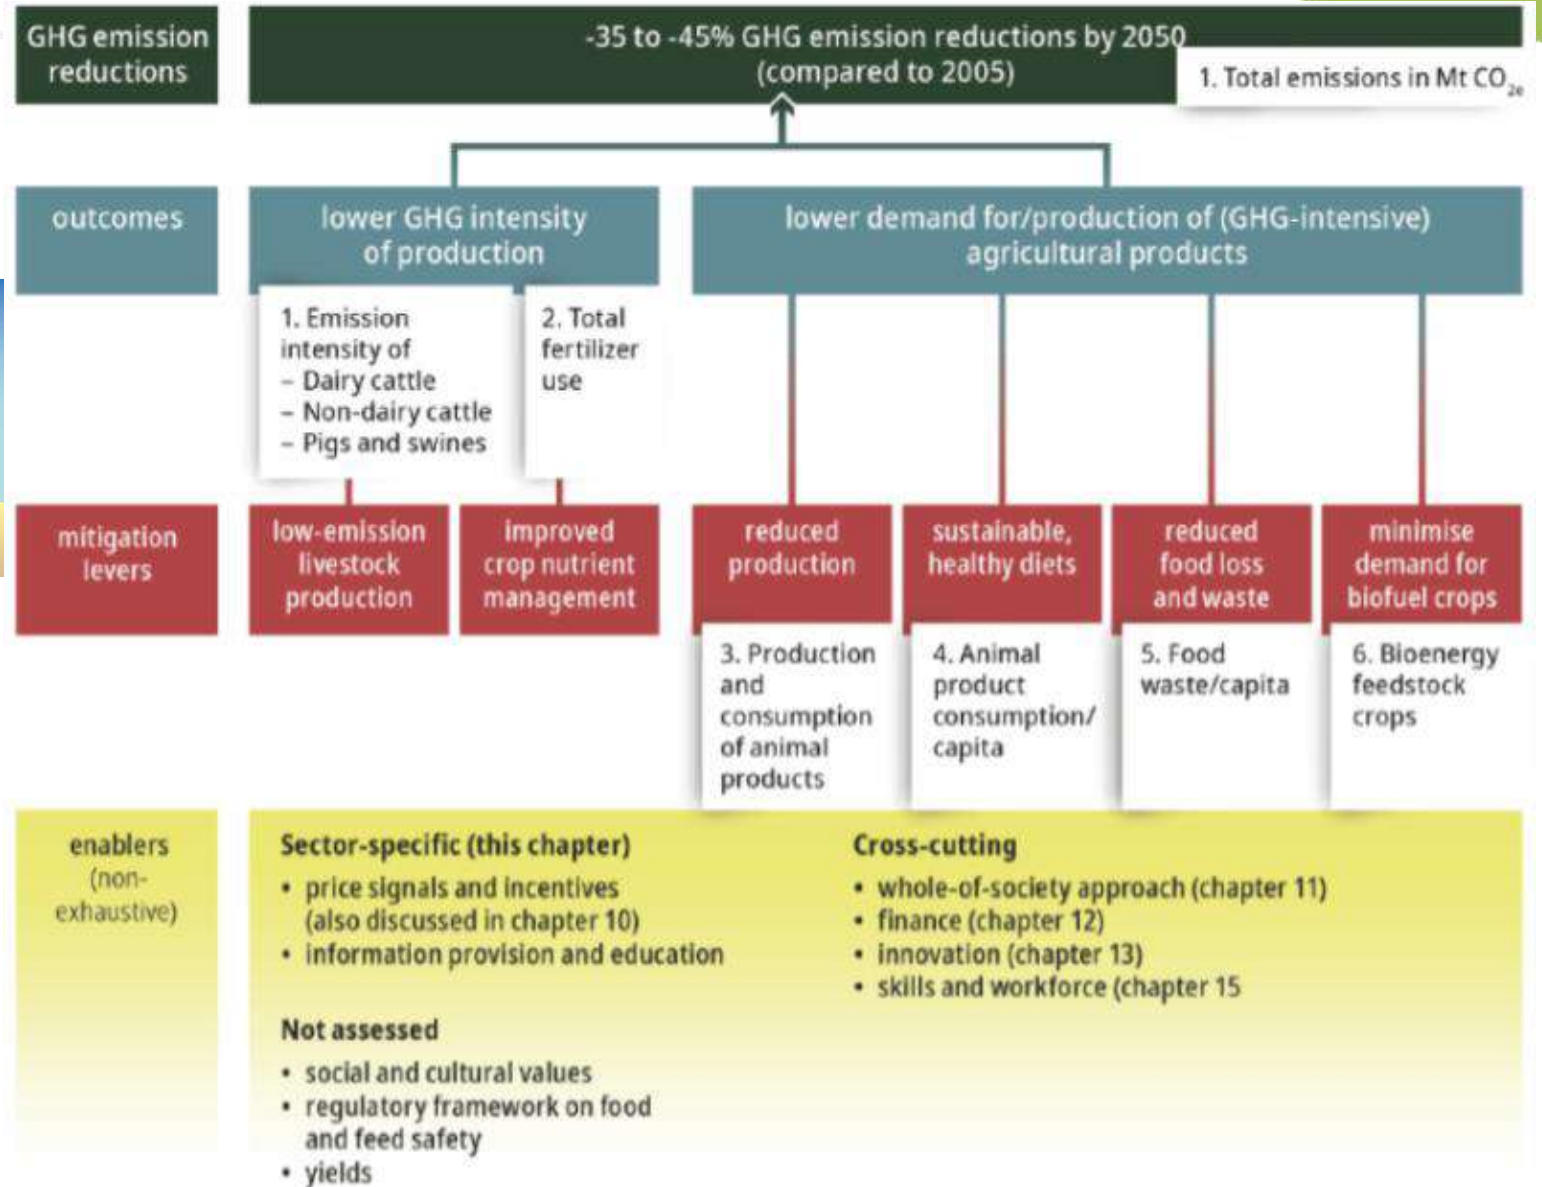 GHG emission
reductions
-35 to -45% GHG emission reductions by 2050
(compared to 2005)
1. Total emissions in Mt CO2e
outcomes
lower GHG intensity
of production
lower demand for/production of (GHG-intensive)
agricultural products
1. Emission
intensity of
– Dairy cattle
– Non-dairy cattle
– Pigs and swines
2. Total
fertilizer
use
mitigation
levers
low-emission
livestock
production
improved
crop nutrient
management
reduced
production
sustainable,
healthy diets
reduced
food loss
and waste
minimise
demand for
biofuel crops
3. Production
and
consumption
of animal
products
4. Animal
product
consumption/
capita
5. Food
waste/capita
6. Bioenergy
feedstock
crops
enablers
(non-
exhaustive)
Sector-specific (this chapter)
• price signals and incentives
(also discussed in chapter 10)
• information provision and education
Not assessed
• social and cultural values
• regulatory framework on food
and feed safety
• yields
Cross-cutting
• whole-of-society approach (chapter 11)
• finance (chapter 12)
• innovation (chapter 13)
• skills and workforce (chapter 15